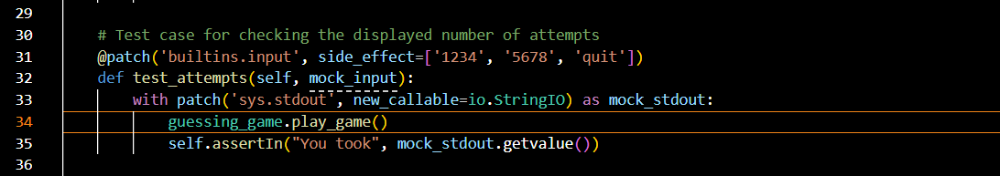 29
30 # Test case for checking the displayed number of attempts
31 @patch('builtins.input', side_effect=['1234', '5678', 'quit'])
32 def test_attempts(self, mock_input):
33 with patch('sys.stdout', new_callable=io.StringIO) as mock_stdout:
34 guessing_game.play_game()
35 self.assertIn("You took", mock_stdout.getvalue())
36